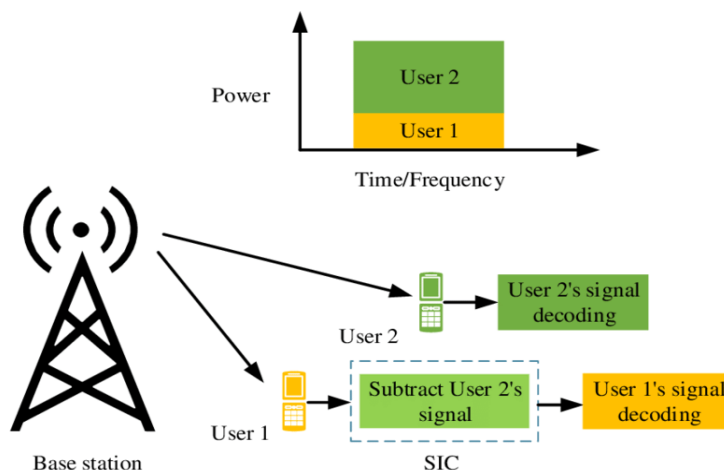 User 2
Power
User 1
Time/Frequency
User 2's signal
decoding
User 2
Subtract User 2's
signal
User 1's signal
decoding
User 1
Base station
SIC